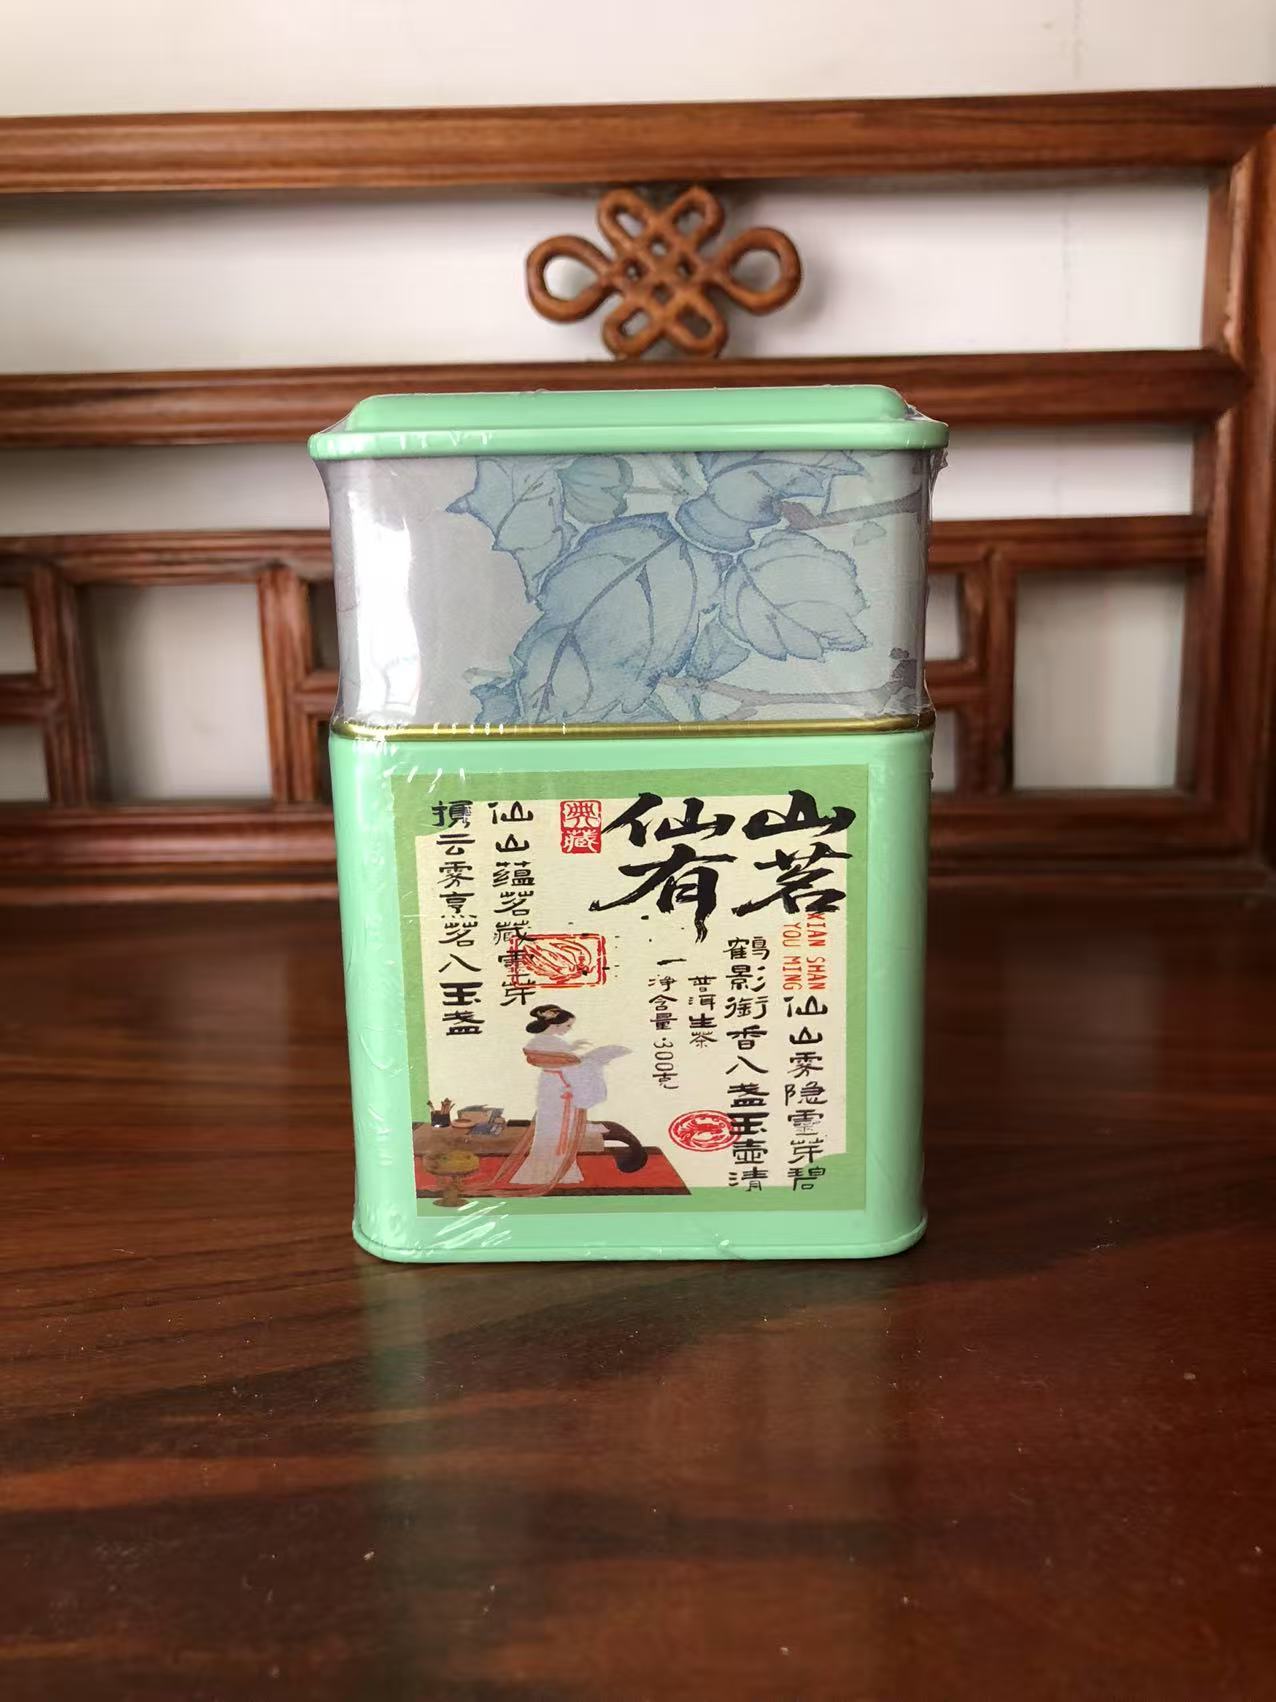 仙山
有茗
典藏
XIAN SHAN
YOU MING
仙山雾隐靈芽碧
鶴影銜香入盏玉壶清
普洱生茶
净含量:300克
仙山蕴茗藏靈芽
携云雾烹茗入玉盏